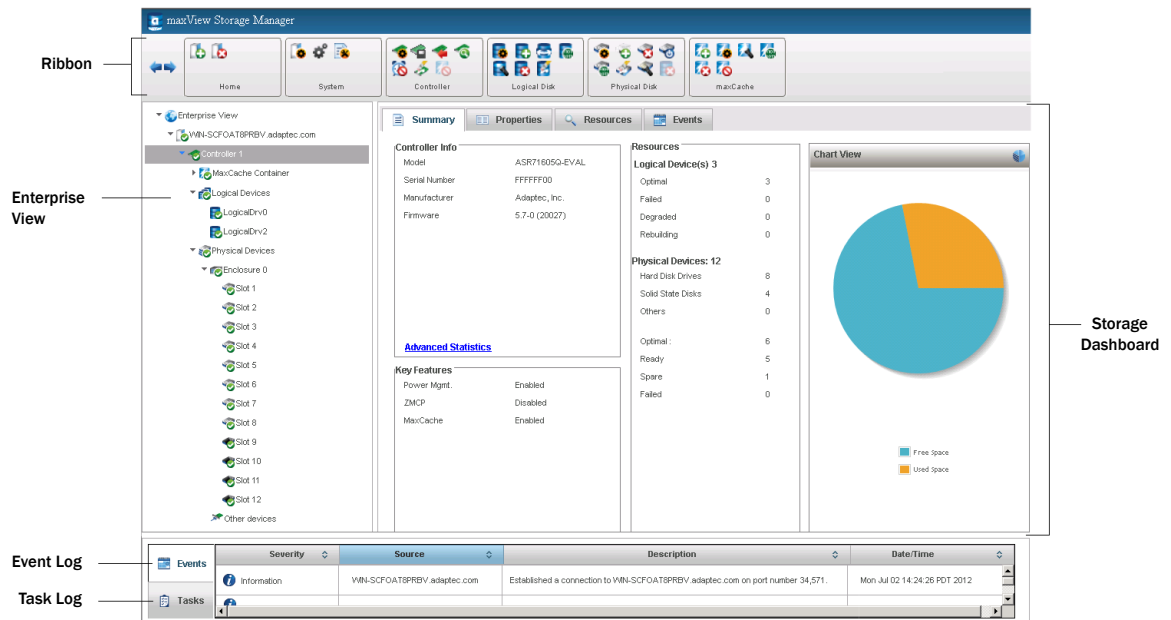 maxView Storage Manager
Ribbon
Home
System
Controller
Logical Disk
Physical Disk
maxCache
Enterprise View
WIN-SCFOAT8PRBV.adaptec.com
Controller 1
MaxCache Container
Logical Devices
LogicalDrv0
LogicalDrv2
Physical Devices
Enclosure 0
Slot 1
Slot 2
Slot 3
Slot 4
Slot 5
Slot 6
Slot 7
Slot 8
Slot 9
Slot 10
Slot 11
Slot 12
Other devices
Enterprise
View
Summary
Properties
Resources
Events
Controller Info
Model ASR71605Q-EVAL
Serial Number FFFFFF00
Manufacturer Adaptec, Inc.
Firmware 5.7-0 (20027)
Advanced Statistics
Key Features
Power Mgmt. Enabled
ZMCP Disabled
MaxCache Enabled
Resources
Logical Device(s) 3
Optimal 3
Failed 0
Degraded 0
Rebuilding 0
Physical Devices: 12
Hard Disk Drives 8
Solid State Disks 4
Others 0
Optimal : 6
Ready 5
Spare 1
Failed 0
Chart View
Free Space
Used Space
Storage
Dashboard
Event Log
Task Log
Events
Tasks
Severity Source Description Date/Time
Information WIN-SCFOAT8PRBV.adaptec.com Established a connection to WIN-SCFOAT8PRBV.adaptec.com on port number 34,571. Mon Jul 02 14:24:26 PDT 2012